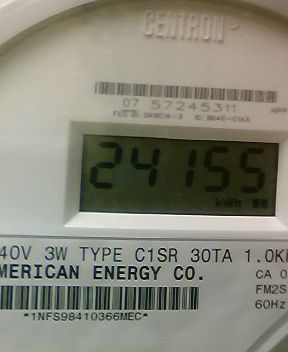 CENTRON®
07 57245311
24155
kWh
40V 3W TYPE C1SR 30TA 1.0K
MERICAN ENERGY CO.
CA 0
FM2S
60Hz
*1NFS98410366MEC*